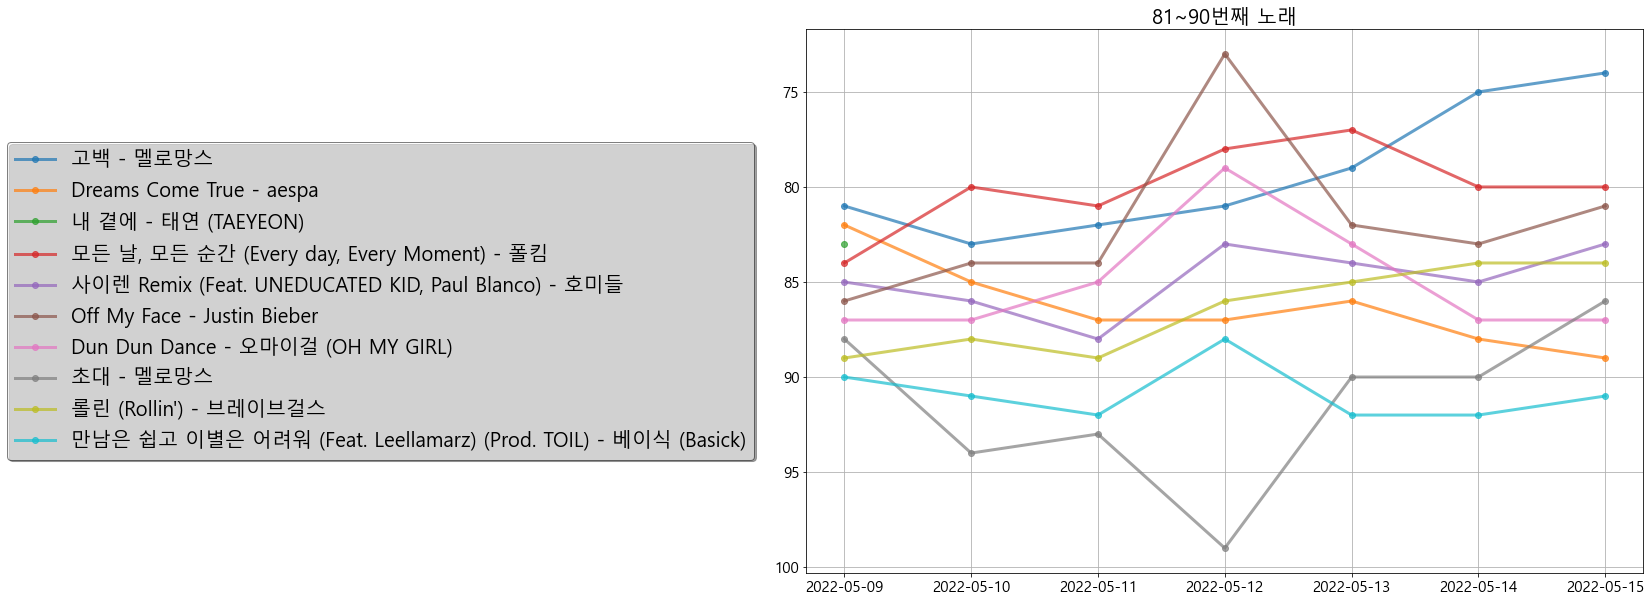 81~90번째 노래
고백 - 멜로망스
Dreams Come True - aespa
내 곁에 - 태연 (TAEYEON)
모든 날, 모든 순간 (Every day, Every Moment) - 폴킴
사이렌 Remix (Feat. UNEDUCATED KID, Paul Blanco) - 호미들
Off My Face - Justin Bieber
Dun Dun Dance - 오마이걸 (OH MY GIRL)
초대 - 멜로망스
롤린 (Rollin') - 브레이브걸스
만남은 쉽고 이별은 어려워 (Feat. Leellamarz) (Prod. TOIL) - 베이식 (Basick)
75
80
85
90
95
100
2022-05-09 2022-05-10 2022-05-11 2022-05-12 2022-05-13 2022-05-14 2022-05-15